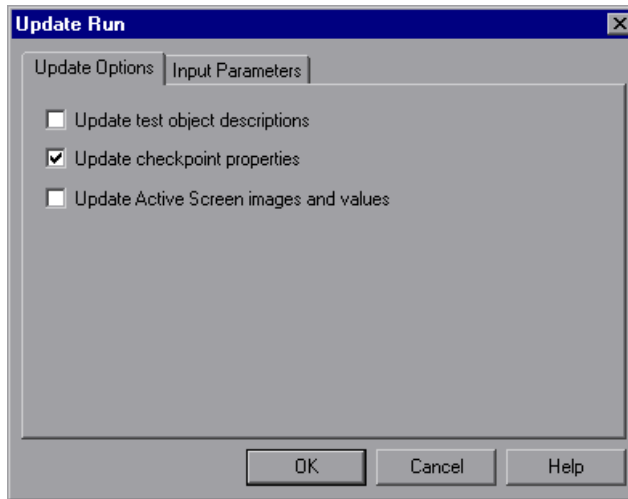 Update Run
Update Options Input Parameters
Update test object descriptions
Update checkpoint properties
Update Active Screen images and values
OK Cancel Help